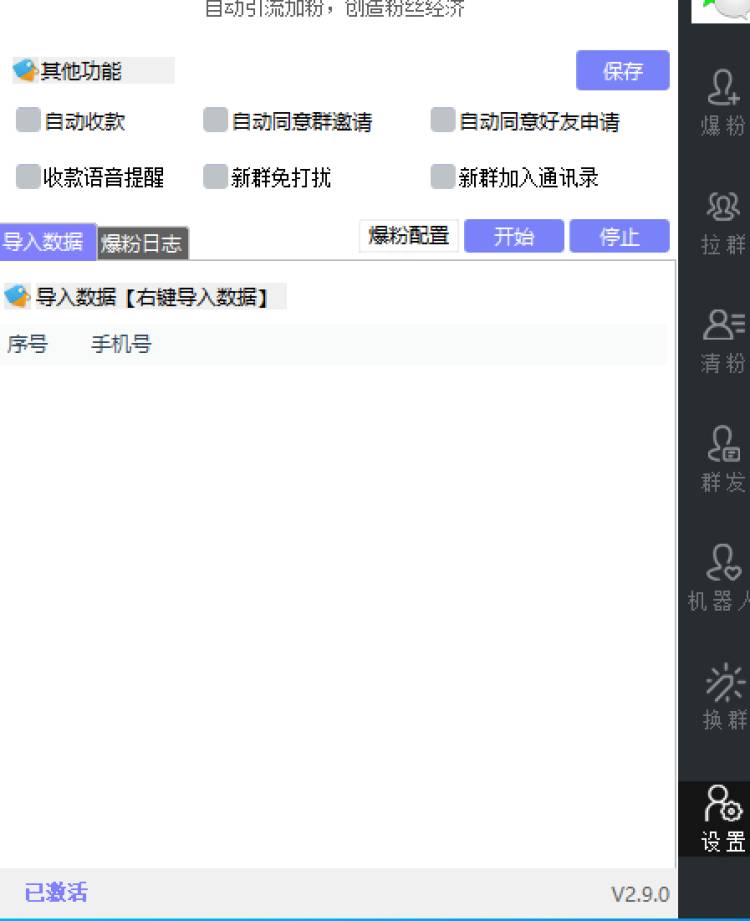 自动引流加粉，创造粉丝经济
其他功能
保存
自动收款 自动同意群邀请 自动同意好友申请
收款语音提醒 新群免打扰 新群加入通讯录
导入数据 爆粉日志 爆粉配置 开始 停止
导入数据【右键导入数据】
序号 手机号
已激活 V2.9.0
爆粉
拉群
清粉
群发
机器人
换群
设置